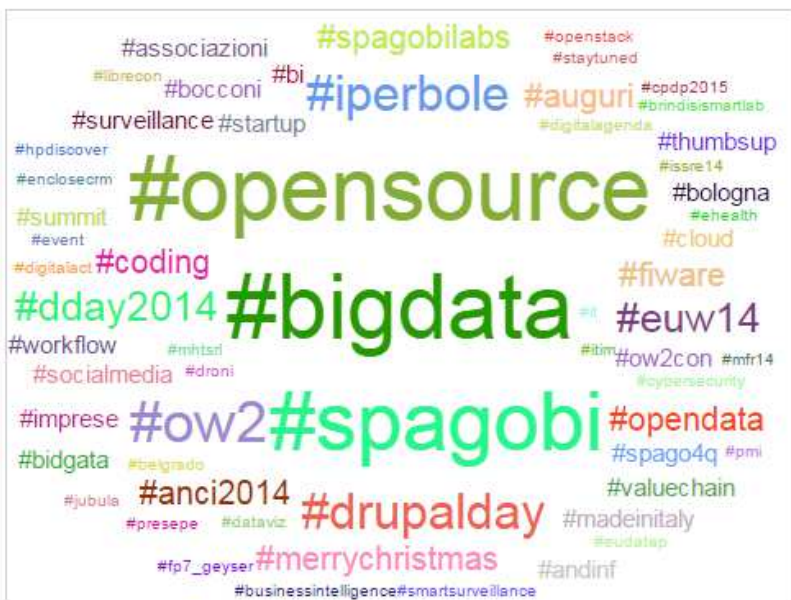 #spagobilabs #openstack
#associazioni #staytuned
#librecon #bi
#bocconi #iperbole #auguri #cpdp2015
#brindisismartlab
#surveillance #startup #digitalagenda
#thumbsup
#hpdiscover #issre14
#enclosecrm #opensource #bologna
#summit #ehealth
#event #cloud
#digitalact #coding #fiware
#dday2014 #bigdata #it #euw14
#workflow #mhtsrl #itim
#ow2con #mfr14
#socialmedia #droni #cybersecurity
#imprese #ow2 #spagobi #opendata
#bidgata #belgrado #spago4q #pmi
#jubula #anci2014 #valuechain
#presepe #dataviz #drupalday #madeinitaly
#eudatap
#fp7_geyser #merrychristmas #andinf
#businessintelligence #smartsurveillance